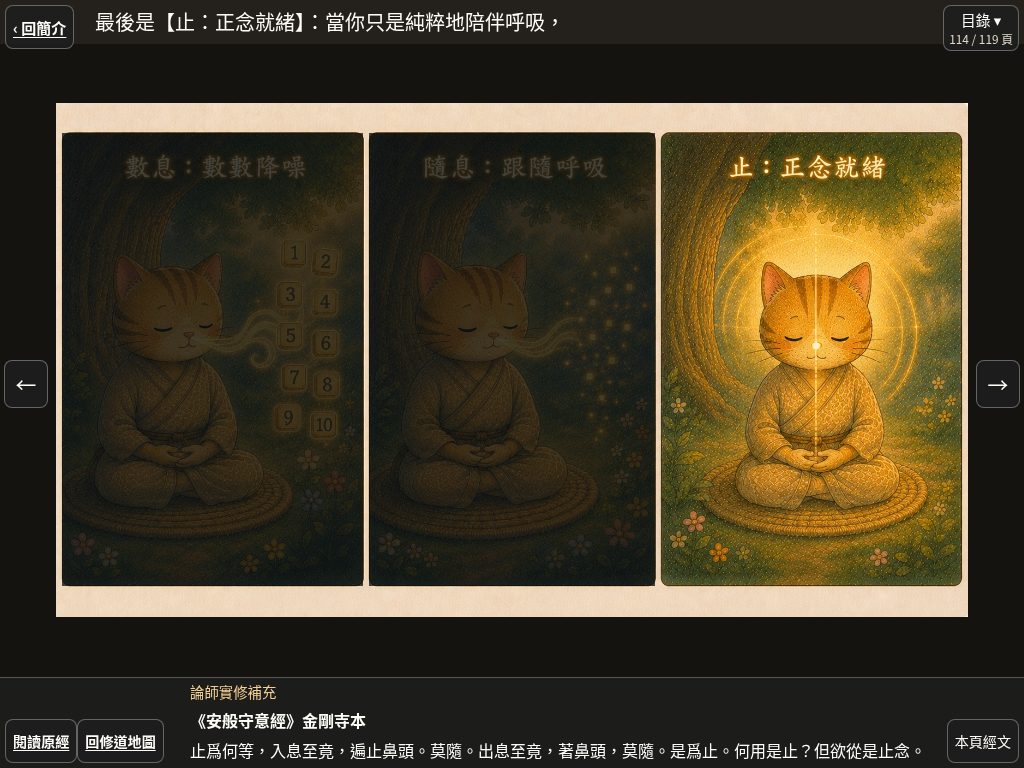 ‹ 回簡介
最後是【止：正念就緒】：當你只是純粹地陪伴呼吸，
目錄 ▾
114 / 119 頁
數息：數數降噪
隨息：跟隨呼吸
止：正念就緒
1 2
3 4
5 6
7 8
9 10
←
→
論師實修補充
《安般守意經》金剛寺本
止爲何等，入息至竟，遍止鼻頭。莫隨。出息至竟，著鼻頭，莫隨。是爲止。何用是止？但欲從是止念。
閱讀原經
回修道地圖
本頁經文